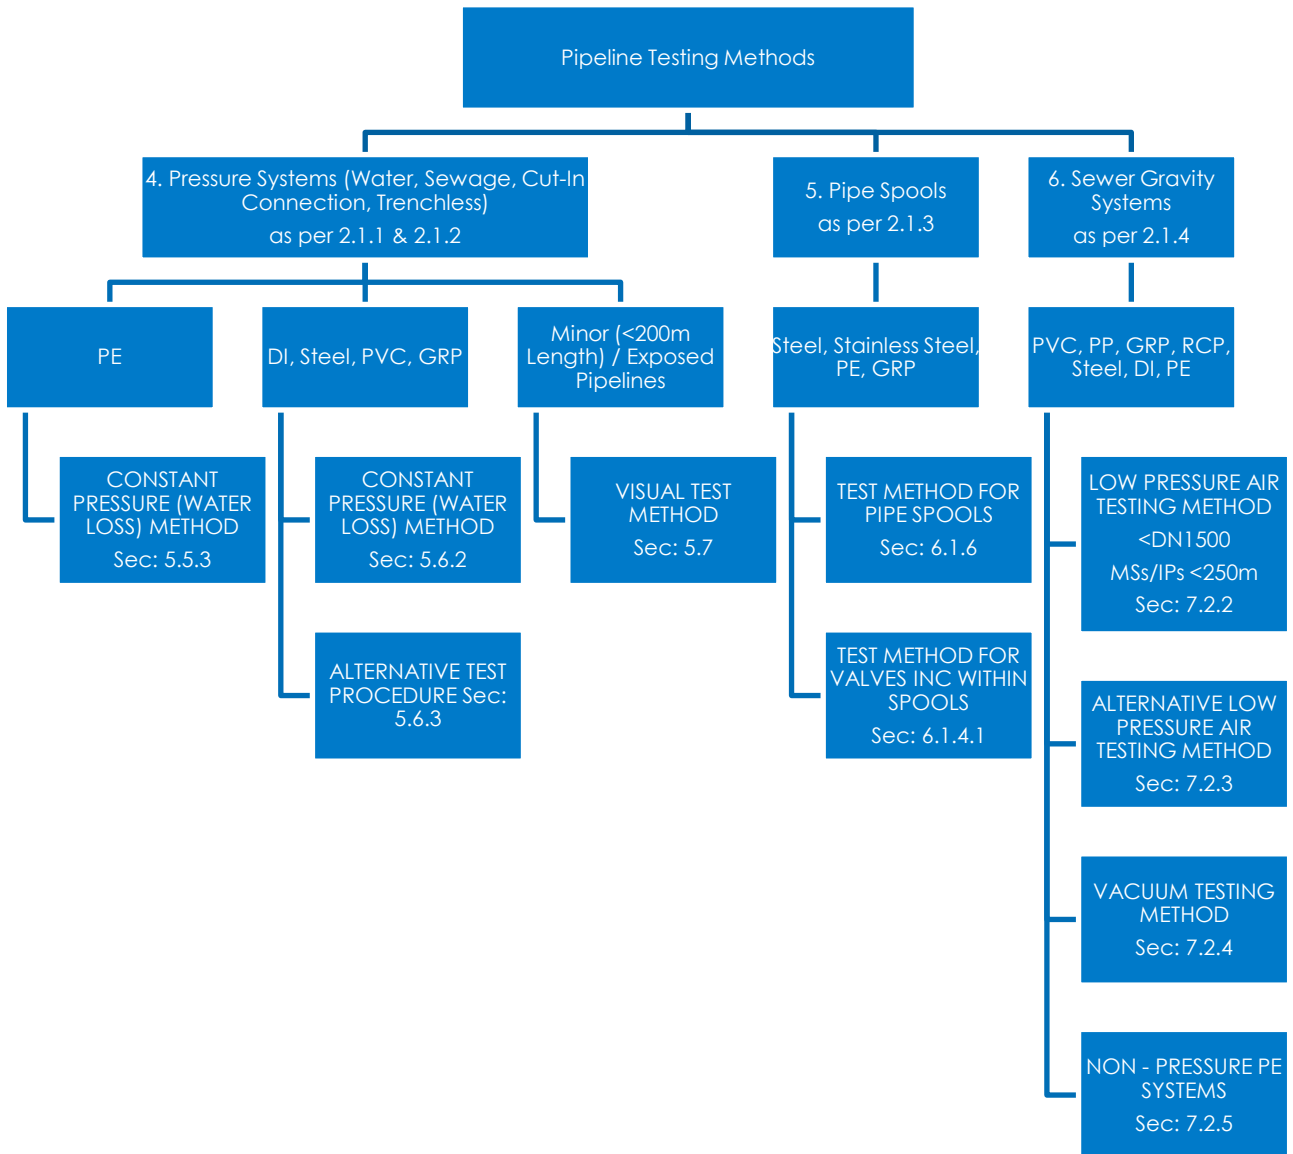 Pipeline Testing Methods
4. Pressure Systems (Water, Sewage, Cut-In
Connection, Trenchless)
as per 2.1.1 & 2.1.2
5. Pipe Spools
as per 2.1.3
6. Sewer Gravity
Systems
as per 2.1.4
PE
DI, Steel, PVC, GRP
Minor (<200m
Length) / Exposed
Pipelines
Steel, Stainless Steel,
PE, GRP
PVC, PP, GRP, RCP,
Steel, DI, PE
CONSTANT
PRESSURE (WATER
LOSS) METHOD
Sec: 5.5.3
CONSTANT
PRESSURE (WATER
LOSS) METHOD
Sec: 5.6.2
VISUAL TEST
METHOD
Sec: 5.7
TEST METHOD FOR
PIPE SPOOLS
Sec: 6.1.6
LOW PRESSURE AIR
TESTING METHOD
<DN1500
MSs/IPs <250m
Sec: 7.2.2
ALTERNATIVE TEST
PROCEDURE Sec:
5.6.3
TEST METHOD FOR
VALVES INC WITHIN
SPOOLS
Sec: 6.1.4.1
ALTERNATIVE LOW
PRESSURE AIR
TESTING METHOD
Sec: 7.2.3
VACUUM TESTING
METHOD
Sec: 7.2.4
NON - PRESSURE PE
SYSTEMS
Sec: 7.2.5